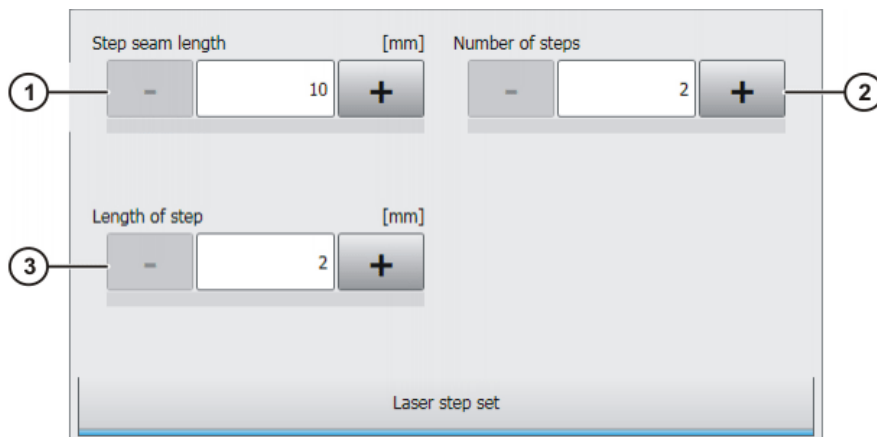 Step seam length [mm] Number of steps
1 - 10 + - 2 + 2
Length of step [mm]
3 - 2 +
Laser step set